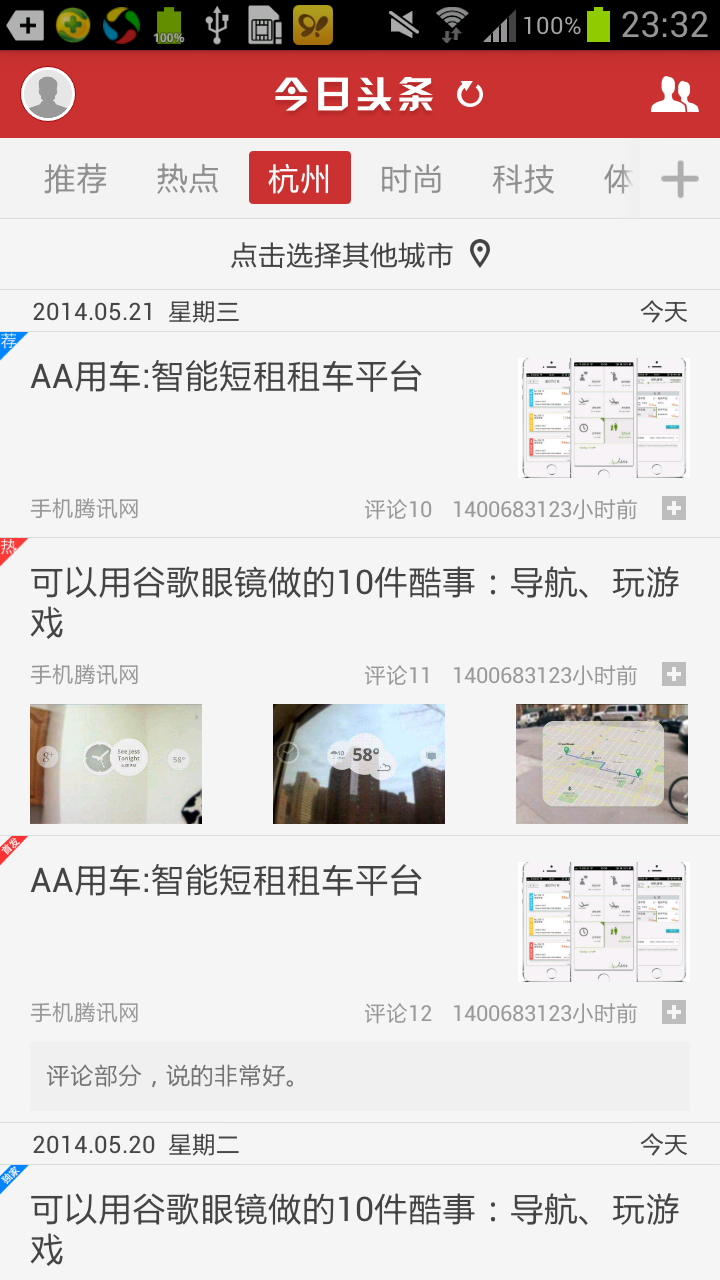 100%
100%
23:32
今日头条
推荐
热点
杭州
时尚
科技
体
点击选择其他城市
2014.05.21 星期三
今天
荐
AA用车:智能短租租车平台
手机腾讯网
评论10
1400683123小时前
热
可以用谷歌眼镜做的10件酷事：导航、玩游
戏
手机腾讯网
评论11
1400683123小时前
8+
See Jess
Tonight
58°
58°
首发
AA用车:智能短租租车平台
手机腾讯网
评论12
1400683123小时前
评论部分，说的非常好。
2014.05.20 星期二
今天
独家
可以用谷歌眼镜做的10件酷事：导航、玩游
戏